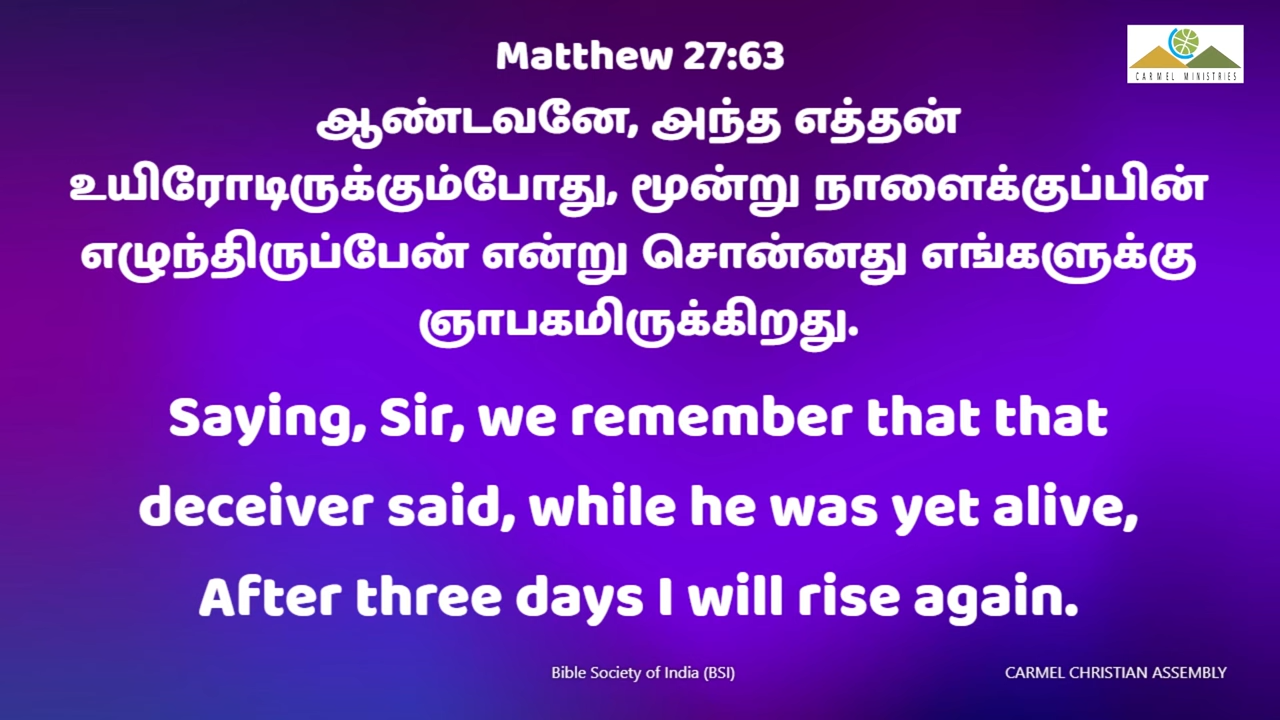 Matthew 27:63
CARMEL MINISTRIES
ஆண்டவனே, அந்த எத்தன்
உயிரோடிருக்கும்போது, மூன்று நாளைக்குப்பின்
எழுந்திருப்பேன் என்று சொன்னது எங்களுக்கு
ஞாபகமிருக்கிறது.
Saying, Sir, we remember that that
deceiver said, while he was yet alive,
After three days I will rise again.
Bible Society of India (BSI)
CARMEL CHRISTIAN ASSEMBLY